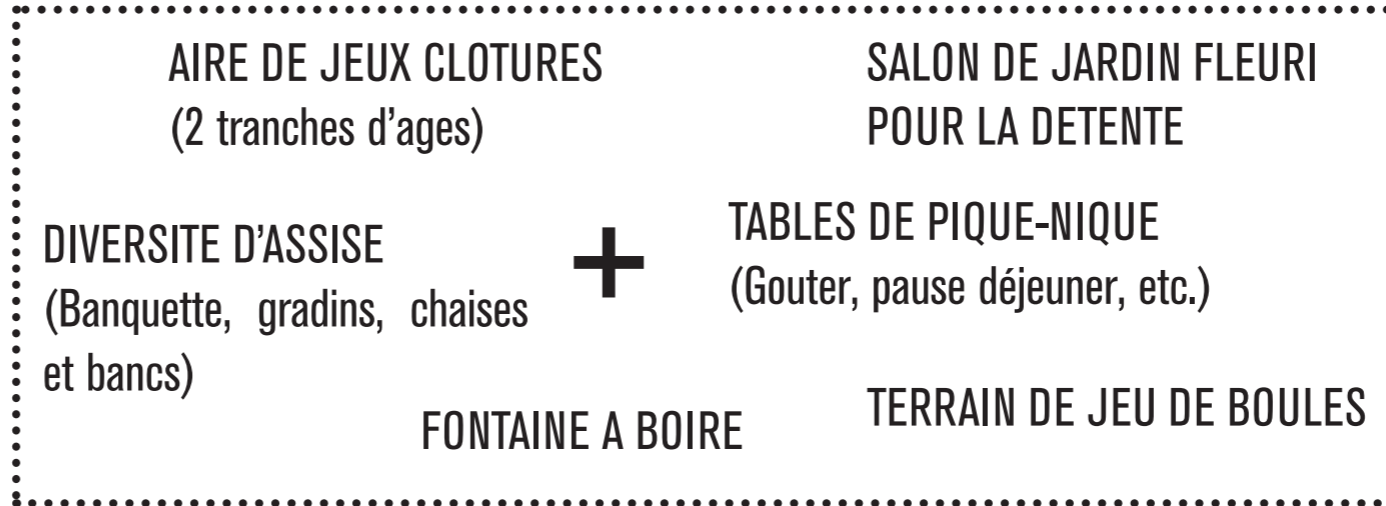 AIRE DE JEUX CLOTURES
(2 tranches d'ages)
SALON DE JARDIN FLEURI
POUR LA DETENTE
DIVERSITE D'ASSISE
(Banquette, gradins, chaises
et bancs)
+
TABLES DE PIQUE-NIQUE
(Gouter, pause déjeuner, etc.)
FONTAINE A BOIRE
TERRAIN DE JEU DE BOULES